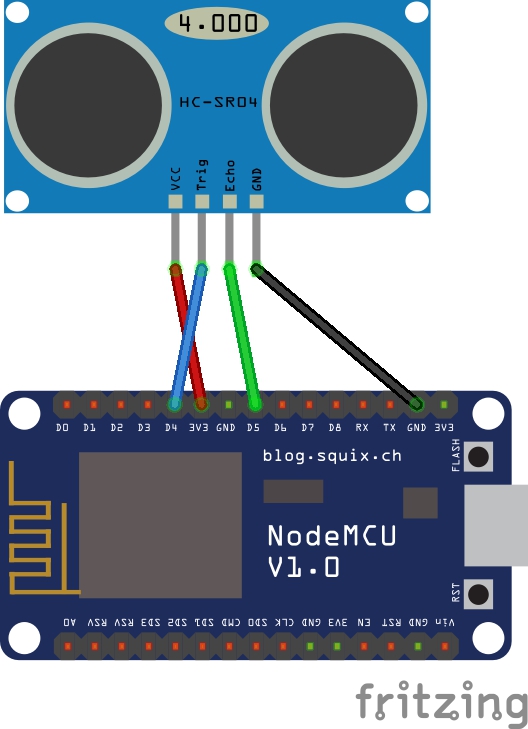 4.000
HC-SR04
VCC Trig Echo GND
D0 D1 D2 D3 D4 3V3 GND D5 D6 D7 D8 RX TX GND 3V3
blog.squix.ch
FLASH
NodeMCU
V1.0
RST
A0 RSV RSV SD3 SD2 SD1 CMD SD0 CLK GND 3V3 EN RST GND Vin
fritzing